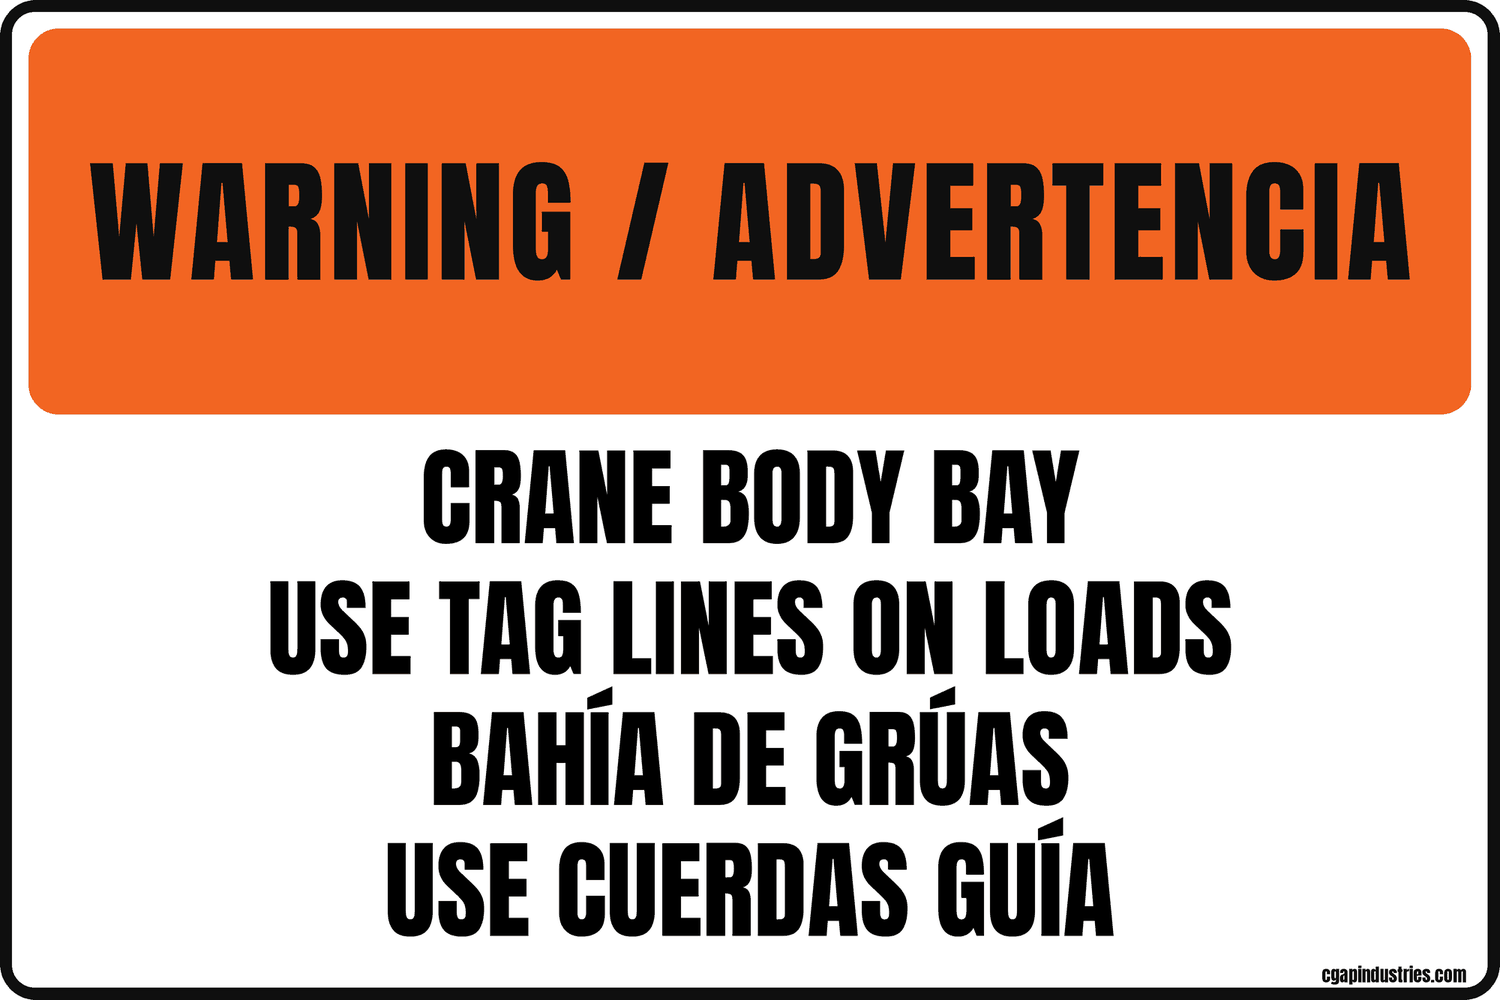 WARNING / ADVERTENCIA
CRANE BODY BAY
USE TAG LINES ON LOADS
BAHÍA DE GRÚAS
USE CUERDAS GUÍA
cgapindustries.com